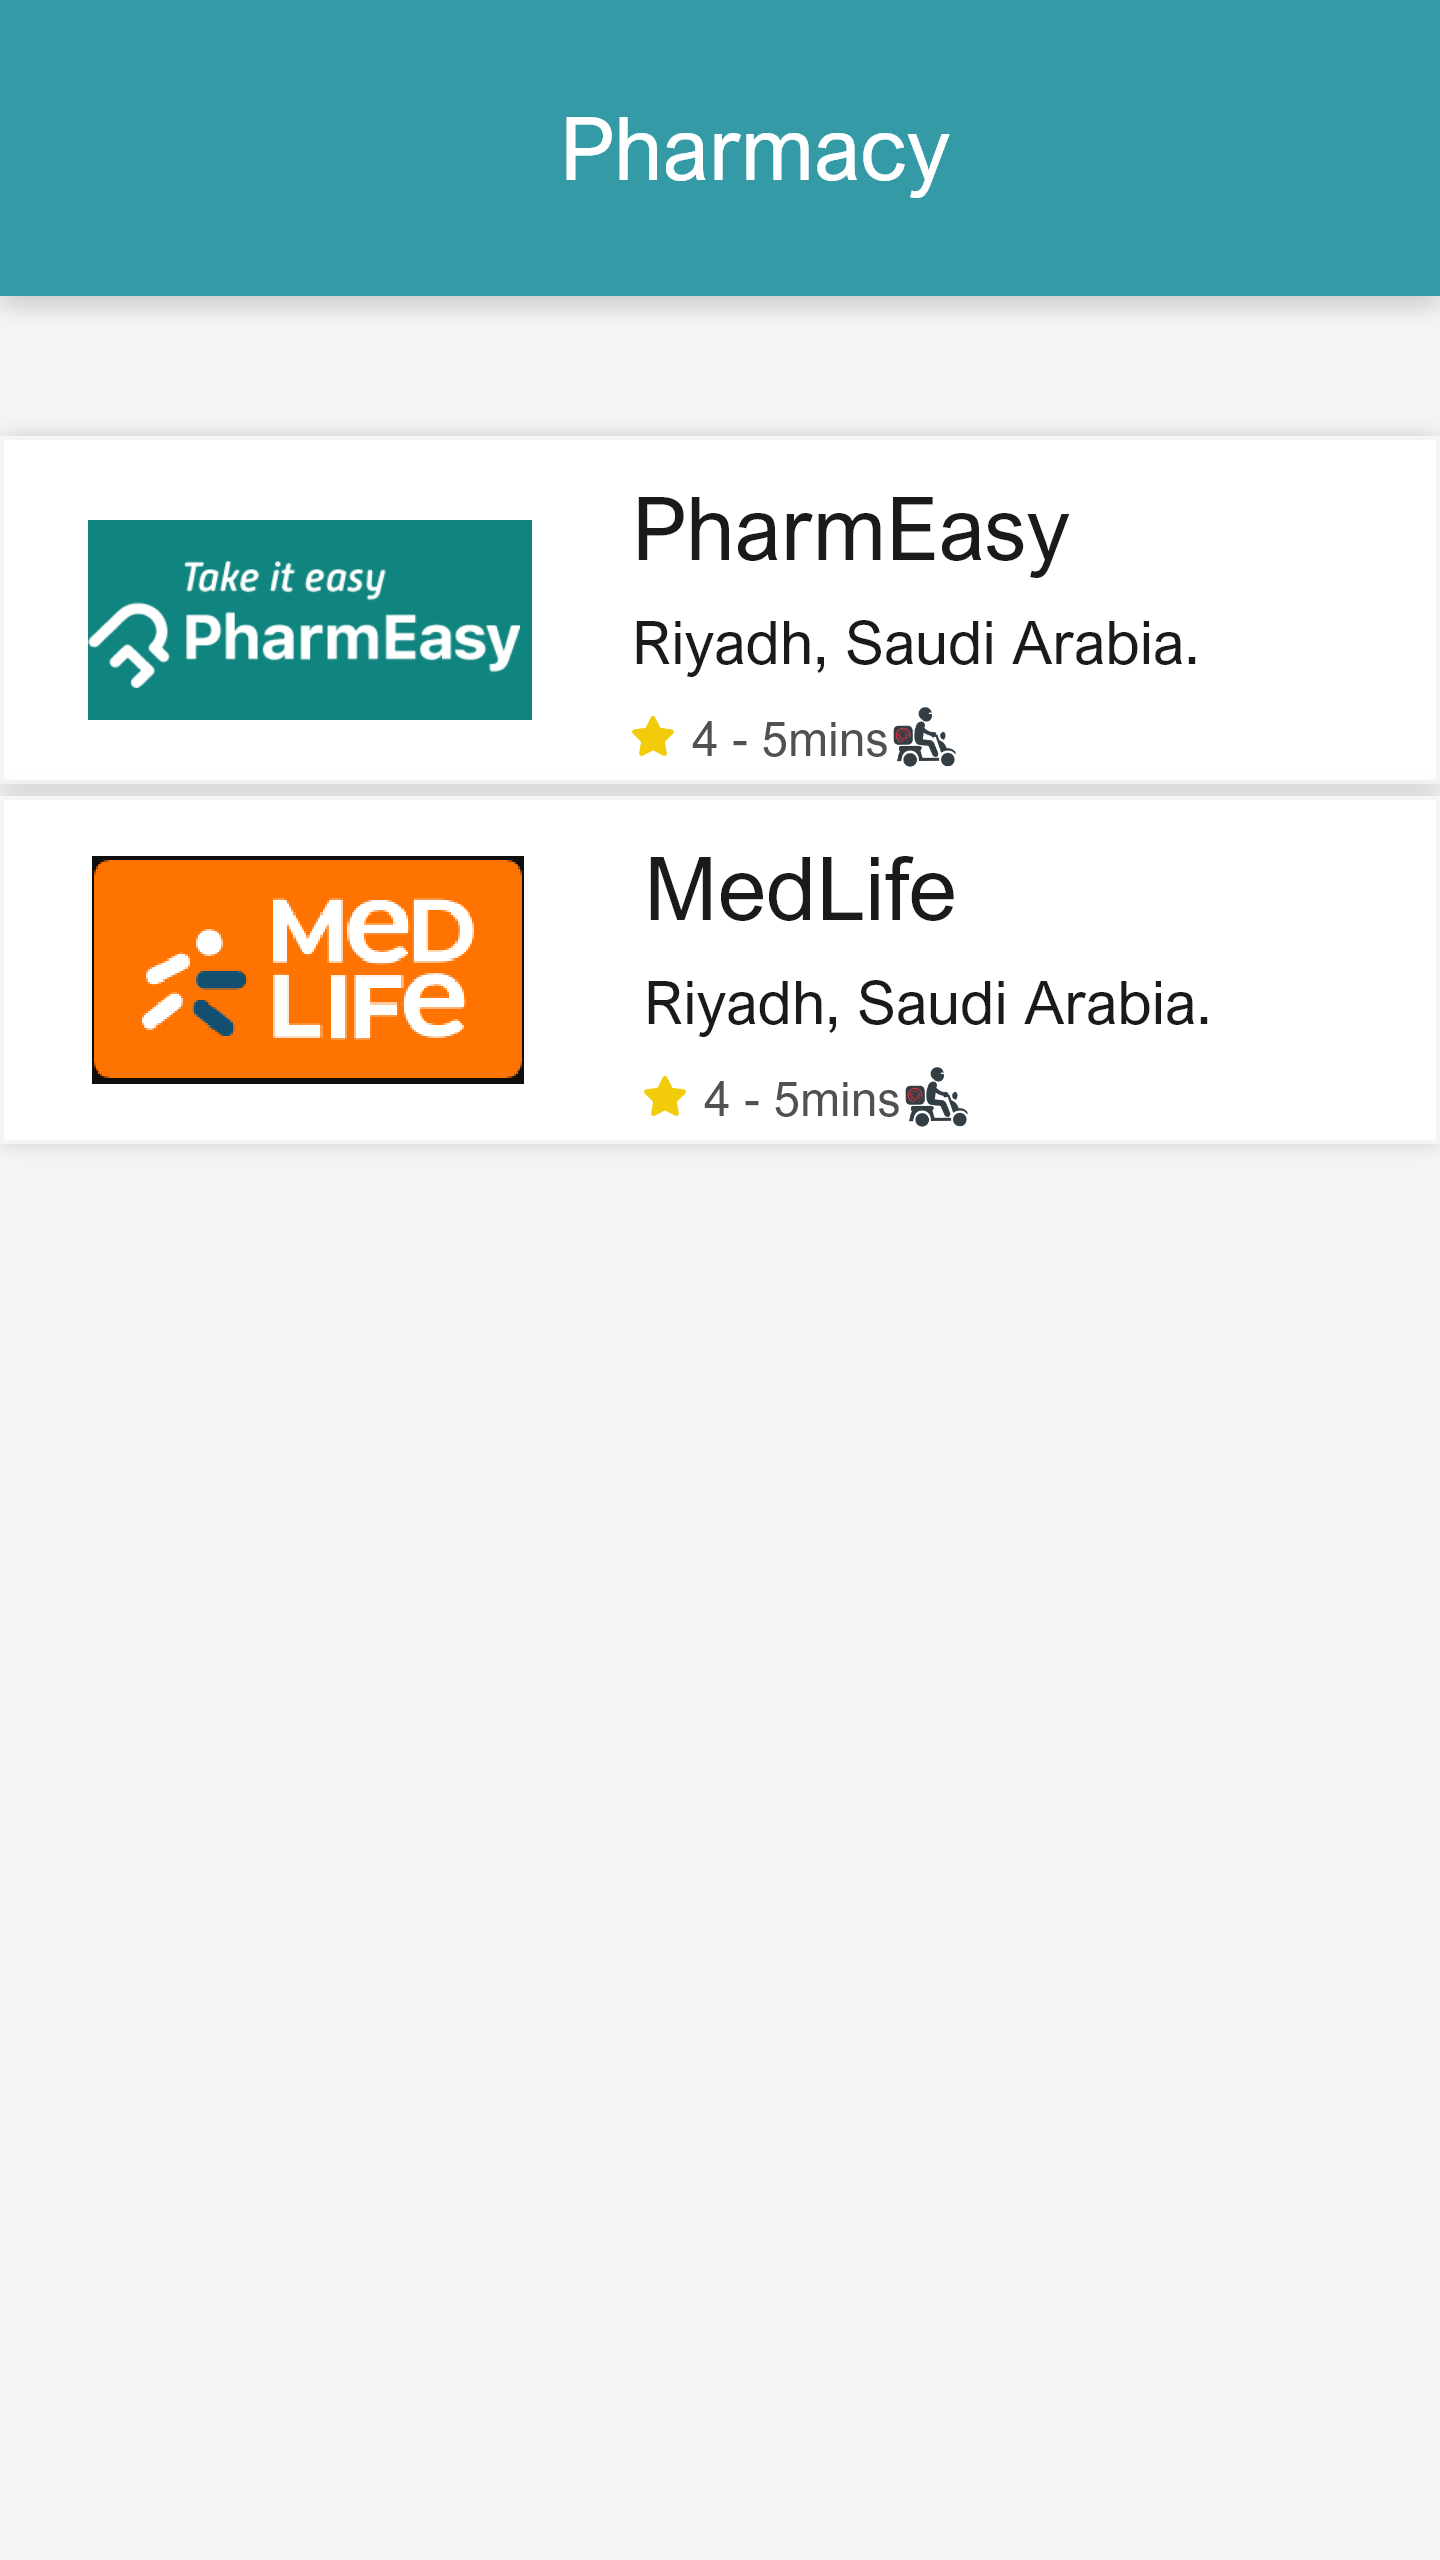 Pharmacy
Take it easy
PharmEasy
PharmEasy
Riyadh, Saudi Arabia.
4 - 5mins
MeD
LIFe
MedLife
Riyadh, Saudi Arabia.
4 - 5mins